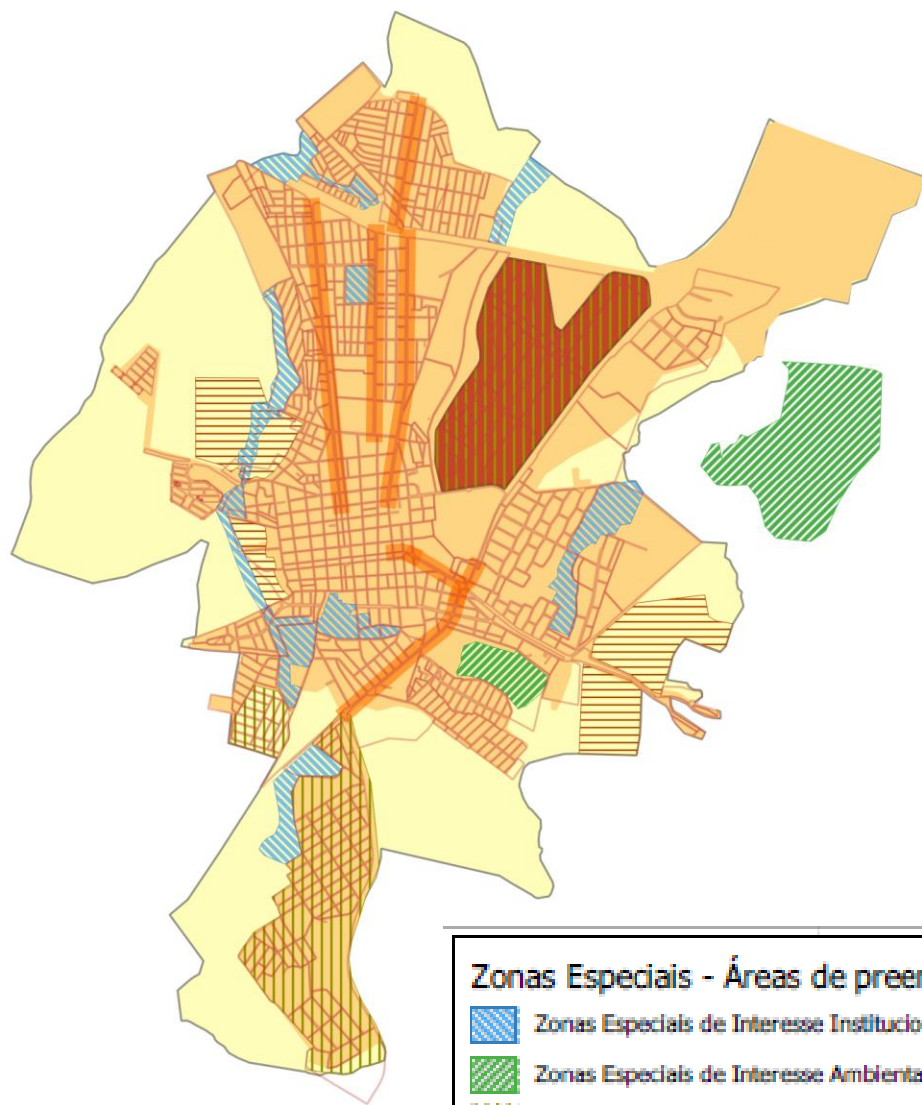 Zonas Especiais - Áreas de preen
Zonas Especiais de Interesse Institucio
Zonas Especiais de Interesse Ambienta